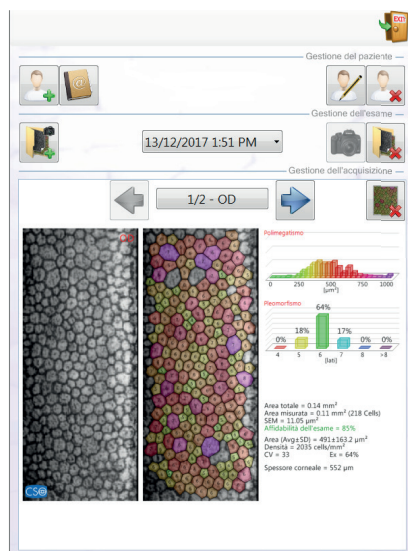 EXIT
Gestione del paziente
@
Gestione dell'esame
13/12/2017 1:51 PM
Gestione dell'acquisizione
1/2 - OD
OD
Polimegatismo
0 250 500 750 1000
[µm²]
Pleomorfismo
64%
18% 17%
0% 0% 0%
4 5 6 7 8 >8
[lati]
Area totale = 0.14 mm²
Area misurata = 0.11 mm² (218 Cells)
SEM = 11.05 µm²
Affidabilità dell'esame = 85%
Area (Avg±SD) = 491±163.2 µm²
Densità = 2035 cells/mm²
CV = 33 Ex = 64%
Spessore corneale = 552 µm
CSO